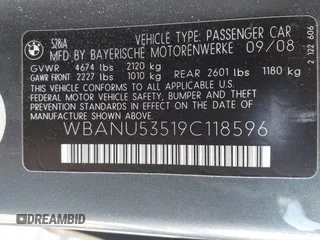 528iA
VEHICLE TYPE: PASSENGER CAR
MFD BY BAYERISCHE MOTORENWERKE 09/08
GVWR 4674 lbs 2120 kg
GAWR FRONT 2227 lbs 1010 kg REAR 2601 lbs 1180 kg
THIS VEHICLE CONFORMS TO ALL APPLICABLE
U.S. FEDERAL MOTOR VEHICLE SAFETY, BUMPER
AND THEFT PREVENTION STANDARDS IN EFFECT ON THE DATE
OF MANUFACTURE SHOWN ABOVE:
WBANU53519C118596
2 122 606
DREAMBID